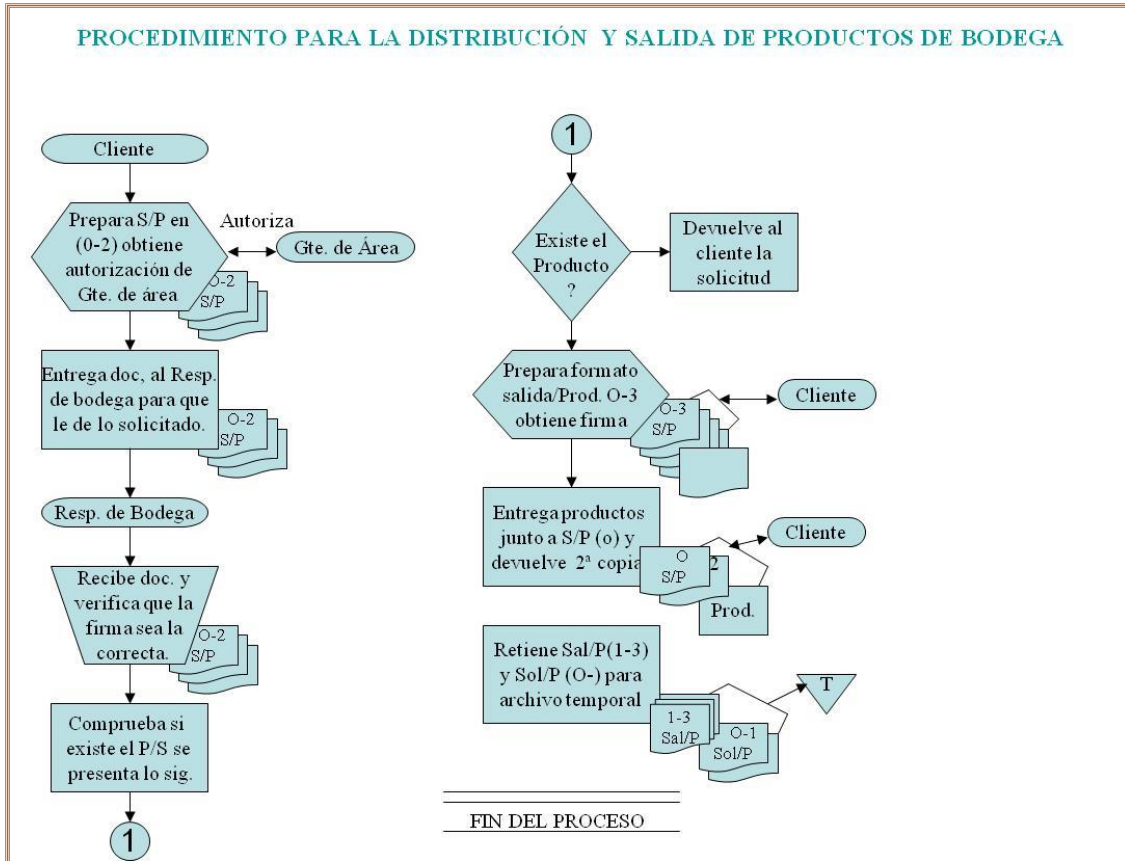 PROCEDIMIENTO PARA LA DISTRIBUCIÓN Y SALIDA DE PRODUCTOS DE BODEGA
Cliente
Prepara S/P en
(0-2) obtiene
autorización de
Gte. de área
Autoriza
Gte. de Área
O-2
S/P
Entrega doc, al Resp.
de bodega para que
le de lo solicitado.
O-2
S/P
Resp. de Bodega
Recibe doc. y
verifica que la
firma sea la
correcta.
O-2
S/P
Comprueba si
existe el P/S se
presenta lo sig.
1
1
Existe el
Producto
?
Devuelve al
cliente la
solicitud
Prepara formato
salida/Prod. O-3
obtiene firma
O-3
S/P
Cliente
Entrega productos
junto a S/P (o) y
devuelve 2ª copia
O
S/P
2
Prod.
Cliente
Retiene Sal/P(1-3)
y Sol/P (O-) para
archivo temporal
1-3
Sal/P
O-1
Sol/P
T
FIN DEL PROCESO